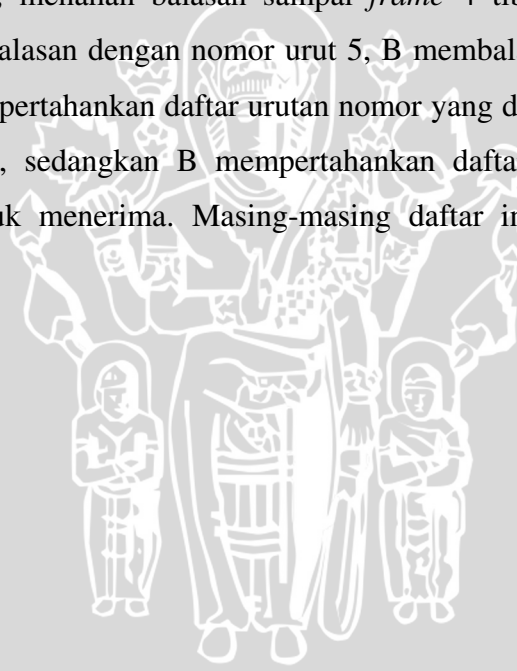 menahan balasan sampai frame 4
alasan dengan nomor urut 5, B membal
pertahankan daftar urutan nomor yang d
, sedangkan B mempertahankan dafta
uk menerima. Masing-masing daftar in